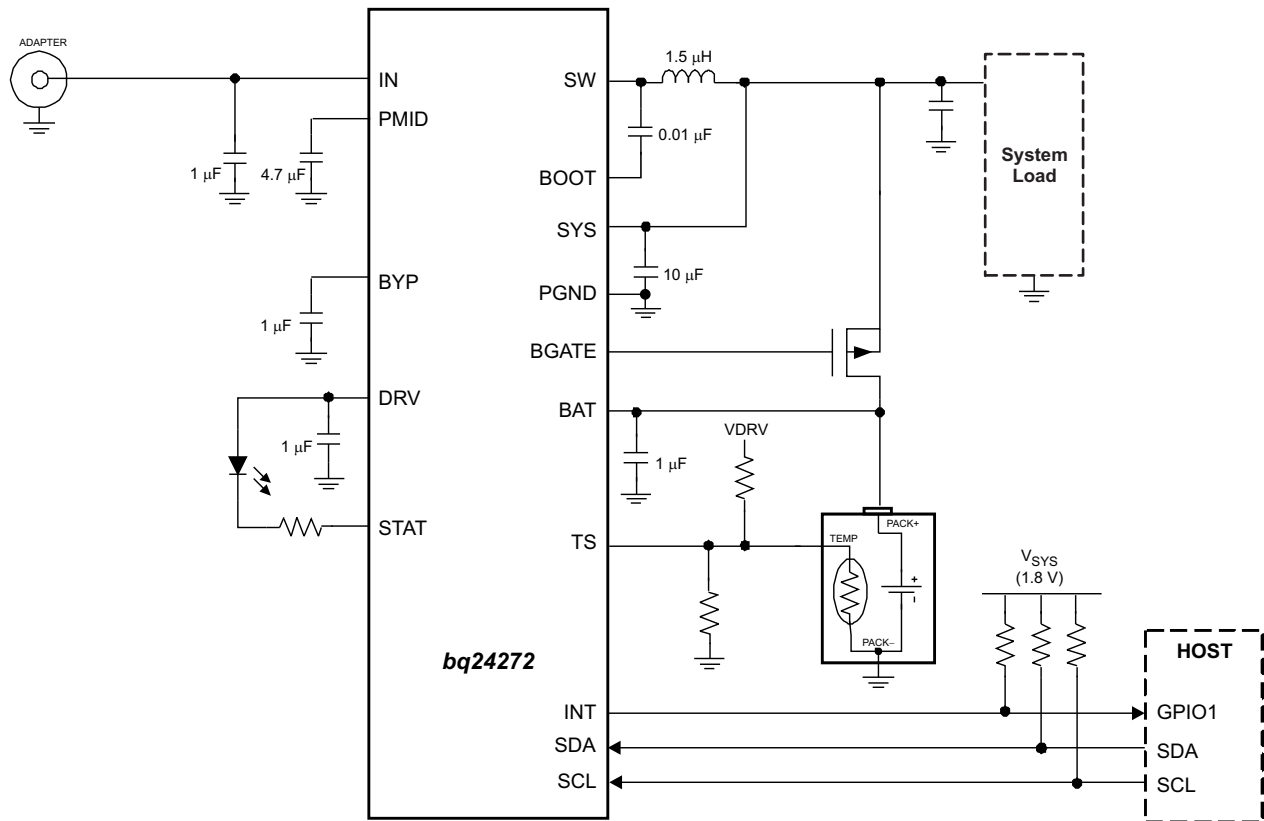 ADAPTER
IN
PMID
1 μF
4.7 μF
BYP
1 μF
DRV
1 μF
STAT
bq24272
SW
1.5 μH
0.01 μF
BOOT
SYS
10 μF
PGND
BGATE
BAT
1 μF
VDRV
TS
TEMP
PACK+
+
-
PACK–
System
Load
VSYS
(1.8 V)
HOST
INT
GPIO1
SDA
SDA
SCL
SCL